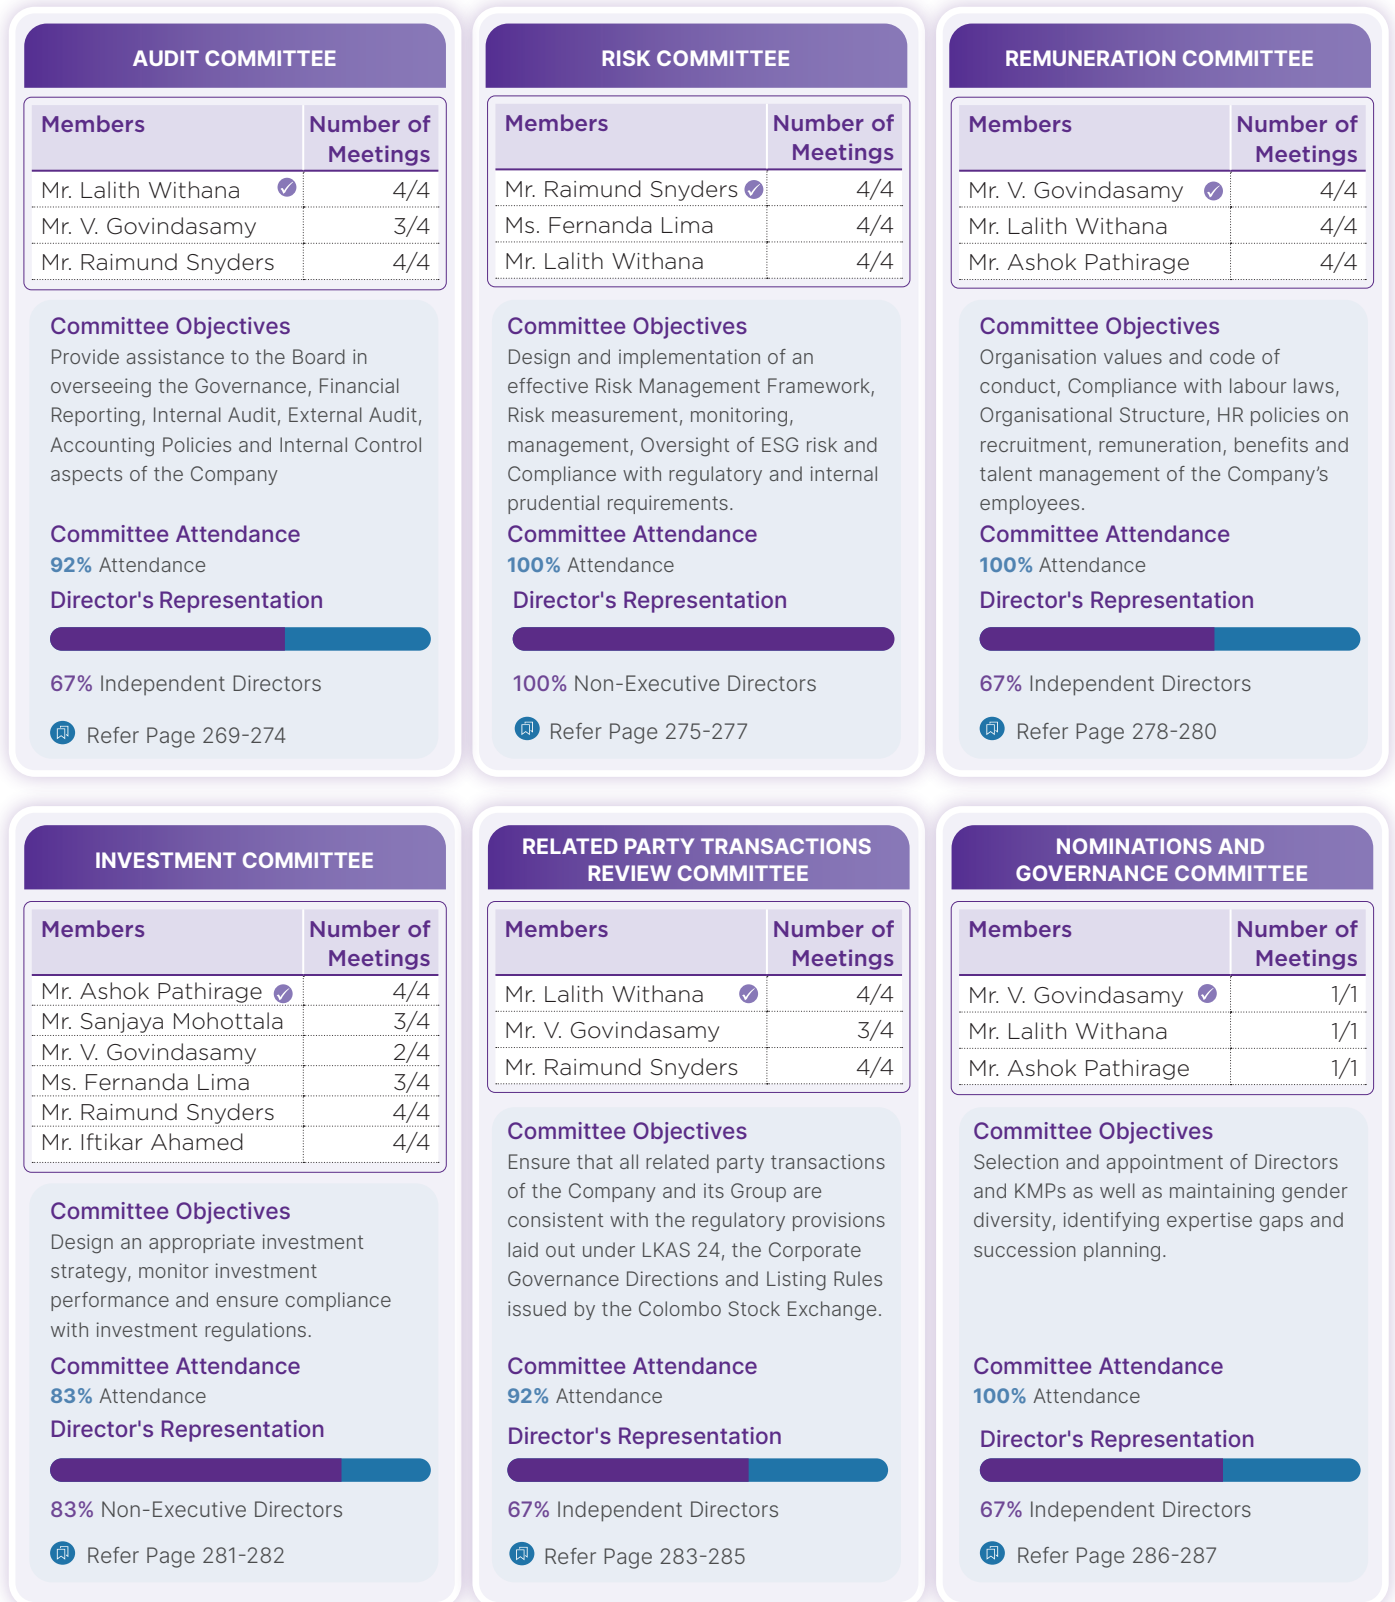 AUDIT COMMITTEE
Members Number of
Meetings
Mr. Lalith Withana 4/4
Mr. V. Govindasamy 3/4
Mr. Raimund Snyders 4/4
Committee Objectives
Provide assistance to the Board in
overseeing the Governance, Financial
Reporting, Internal Audit, External Audit,
Accounting Policies and Internal Control
aspects of the Company
Committee Attendance
92% Attendance
Director's Representation
67% Independent Directors
Refer Page 269-274
RISK COMMITTEE
Members Number of
Meetings
Mr. Raimund Snyders 4/4
Ms. Fernanda Lima 4/4
Mr. Lalith Withana 4/4
Committee Objectives
Design and implementation of an
effective Risk Management Framework,
Risk measurement, monitoring,
management, Oversight of ESG risk and
Compliance with regulatory and internal
prudential requirements.
Committee Attendance
100% Attendance
Director's Representation
100% Non-Executive Directors
Refer Page 275-277
REMUNERATION COMMITTEE
Members Number of
Meetings
Mr. V. Govindasamy 4/4
Mr. Lalith Withana 4/4
Mr. Ashok Pathirage 4/4
Committee Objectives
Organisation values and code of
conduct, Compliance with labour laws,
Organisational Structure, HR policies on
recruitment, remuneration, benefits and
talent management of the Company’s
employees.
Committee Attendance
100% Attendance
Director's Representation
67% Independent Directors
Refer Page 278-280
INVESTMENT COMMITTEE
Members Number of
Meetings
Mr. Ashok Pathirage 4/4
Mr. Sanjaya Mohottala 3/4
Mr. V. Govindasamy 2/4
Ms. Fernanda Lima 3/4
Mr. Raimund Snyders 4/4
Mr. Iftikar Ahamed 4/4
Committee Objectives
Design an appropriate investment
strategy, monitor investment
performance and ensure compliance
with investment regulations.
Committee Attendance
83% Attendance
Director's Representation
83% Non-Executive Directors
Refer Page 281-282
RELATED PARTY TRANSACTIONS
REVIEW COMMITTEE
Members Number of
Meetings
Mr. Lalith Withana 4/4
Mr. V. Govindasamy 3/4
Mr. Raimund Snyders 4/4
Committee Objectives
Ensure that all related party transactions
of the Company and its Group are
consistent with the regulatory provisions
laid out under LKAS 24, the Corporate
Governance Directions and Listing Rules
issued by the Colombo Stock Exchange.
Committee Attendance
92% Attendance
Director's Representation
67% Independent Directors
Refer Page 283-285
NOMINATIONS AND
GOVERNANCE COMMITTEE
Members Number of
Meetings
Mr. V. Govindasamy 1/1
Mr. Lalith Withana 1/1
Mr. Ashok Pathirage 1/1
Committee Objectives
Selection and appointment of Directors
and KMPs as well as maintaining gender
diversity, identifying expertise gaps and
succession planning.
Committee Attendance
100% Attendance
Director's Representation
67% Independent Directors
Refer Page 286-287